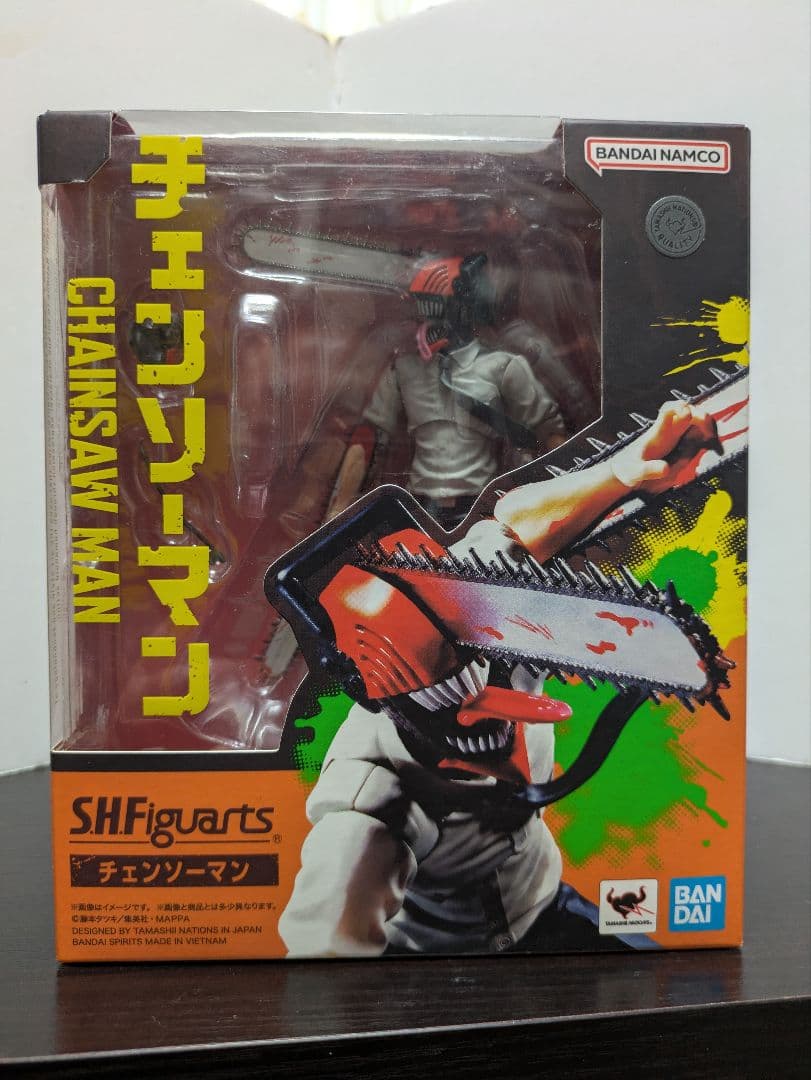 チェンソーマン
CHAINSAW MAN
BANDAI NAMCO
TAMASHII NATIONS
QUALITY
S.H.Figuarts®
チェンソーマン
※画像はイメージです。 ※画像と商品とは多少異なります。
©藤本タツキ/集英社・MAPPA
DESIGNED BY TAMASHII NATIONS IN JAPAN
BANDAI SPIRITS MADE IN VIETNAM
TAMASHII NATIONS
BAN
DAI